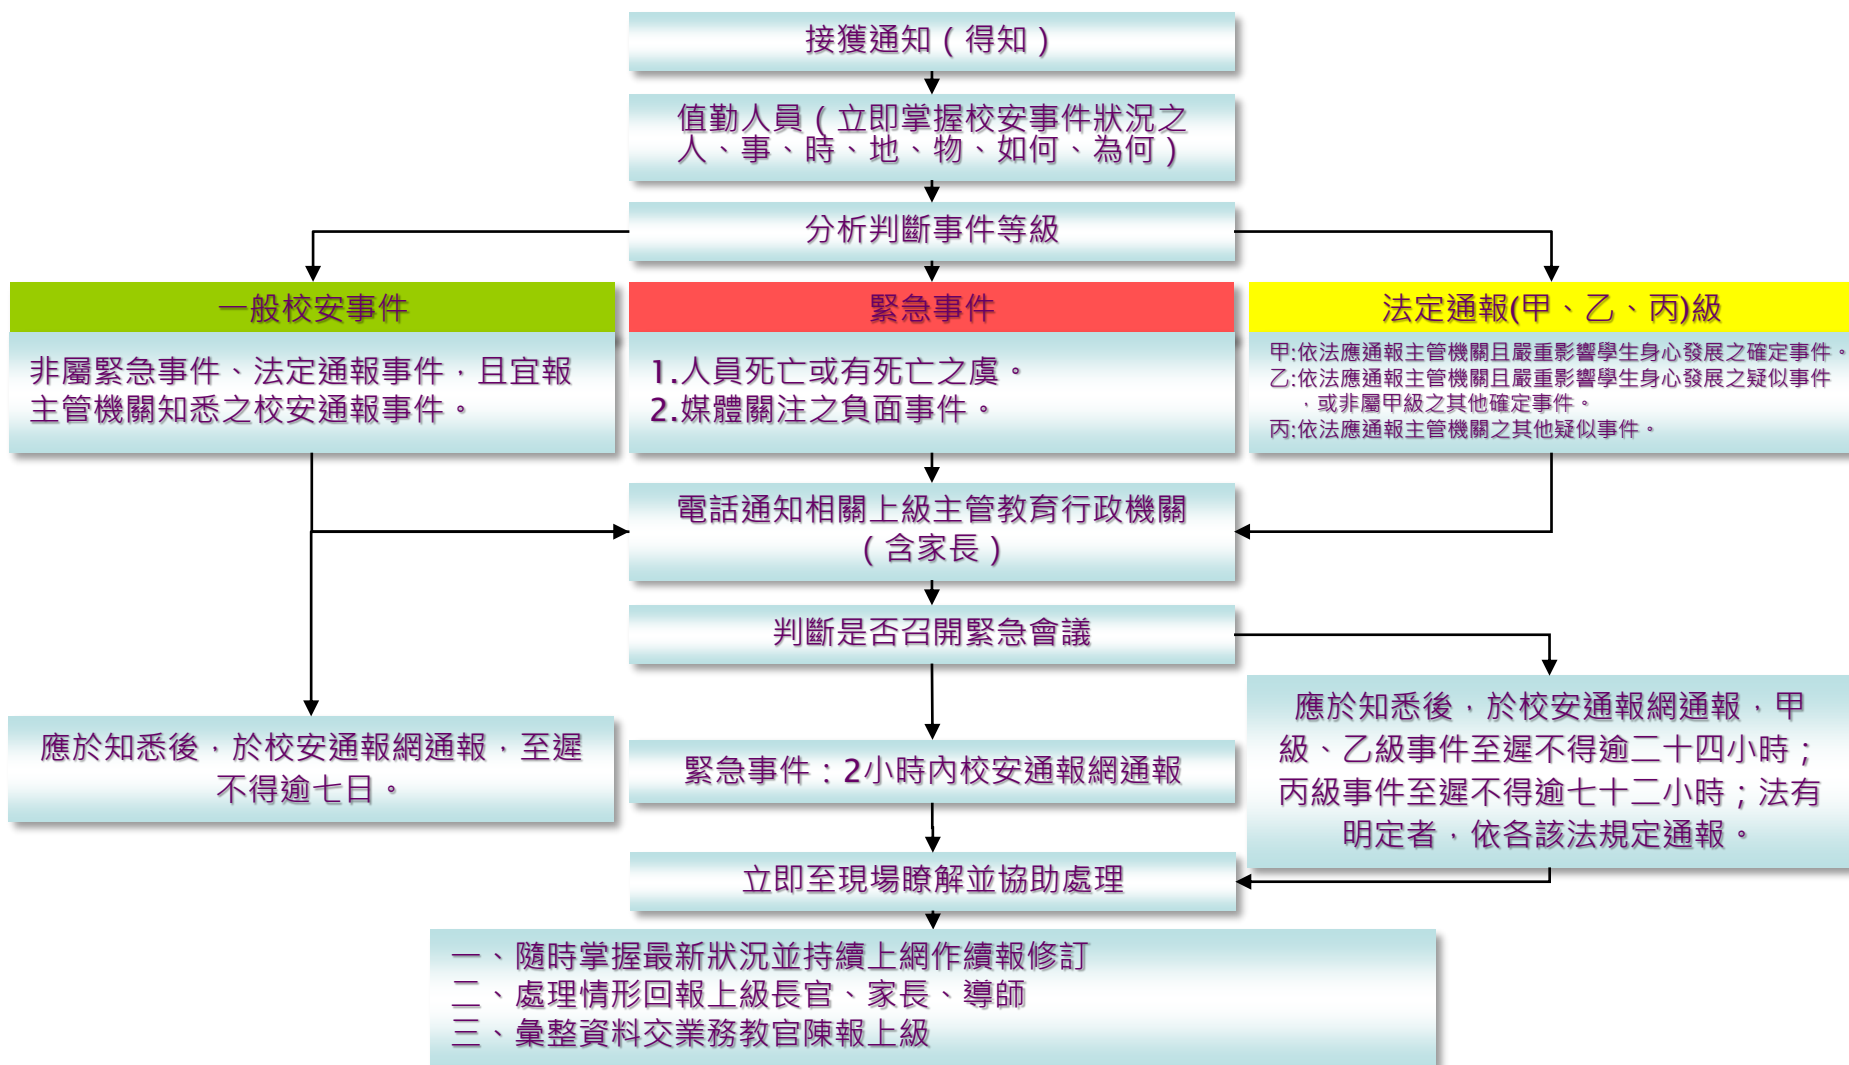 接獲通知（得知）
值勤人員（立即掌握校安事件狀況之
人、事、時、地、物、如何、為何）
分析判斷事件等級
一般校安事件
非屬緊急事件、法定通報事件，且宜報
主管機關知悉之校安通報事件。
緊急事件
1.人員死亡或有死亡之虞。
2.媒體關注之負面事件。
法定通報(甲、乙、丙)級
甲:依法應通報主管機關且嚴重影響學生身心發展之確定事件。
乙:依法應通報主管機關且嚴重影響學生身心發展之疑似事件
，或非屬甲級之其他確定事件。
丙:依法應通報主管機關之其他疑似事件。
電話通知相關上級主管教育行政機關
（含家長）
判斷是否召開緊急會議
應於知悉後，於校安通報網通報，至遲
不得逾七日。
緊急事件：2小時內校安通報網通報
應於知悉後，於校安通報網通報，甲
級、乙級事件至遲不得逾二十四小時；
丙級事件至遲不得逾七十二小時；法有
明定者，依各該法規定通報。
立即至現場瞭解並協助處理
一、隨時掌握最新狀況並持續上網作續報修訂
二、處理情形回報上級長官、家長、導師
三、彙整資料交業務教官陳報上級